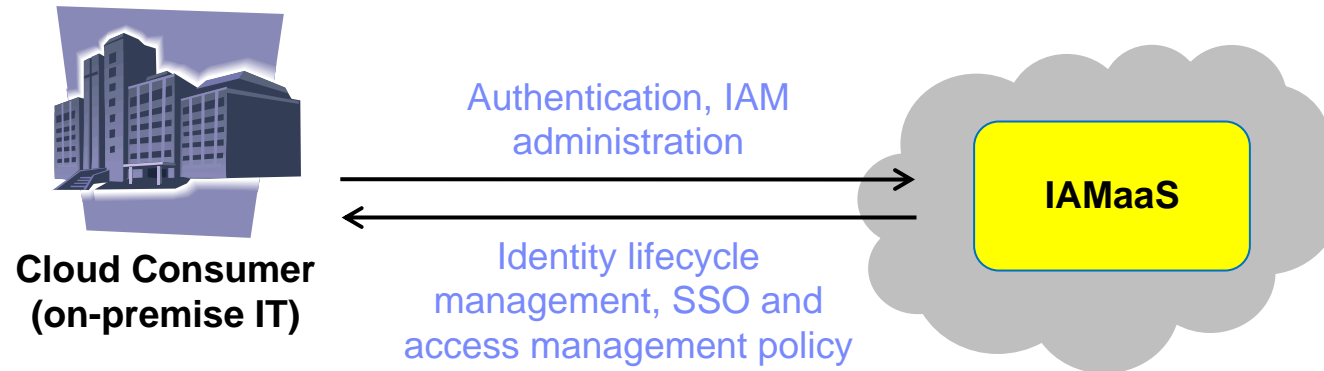 Authentication, IAM
administration
IAMaaS
Cloud Consumer
(on-premise IT)
Identity lifecycle
management, SSO and
access management policy